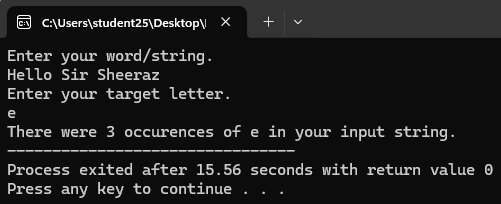 C:\Users\student25\Desktop\
Enter your word/string.
Hello Sir Sheeraz
Enter your target letter.
e
There were 3 occurences of e in your input string.
--------------------------------
Process exited after 15.56 seconds with return value 0
Press any key to continue . . .